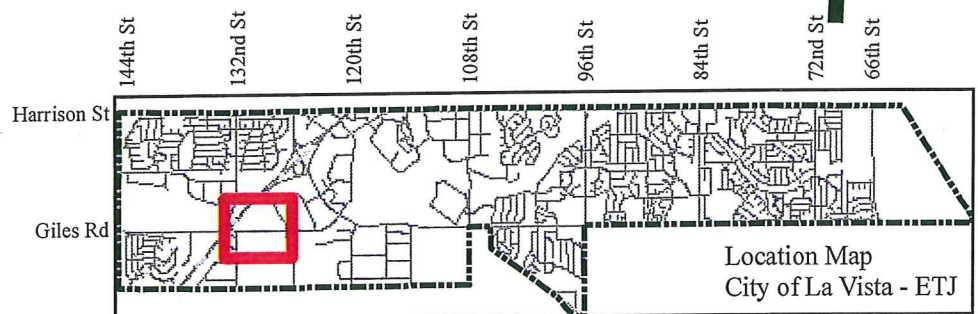 144th St
132nd St
120th St
108th St
96th St
84th St
72nd St
66th St
Harrison St
Giles Rd
Location Map
City of La Vista - ETJ